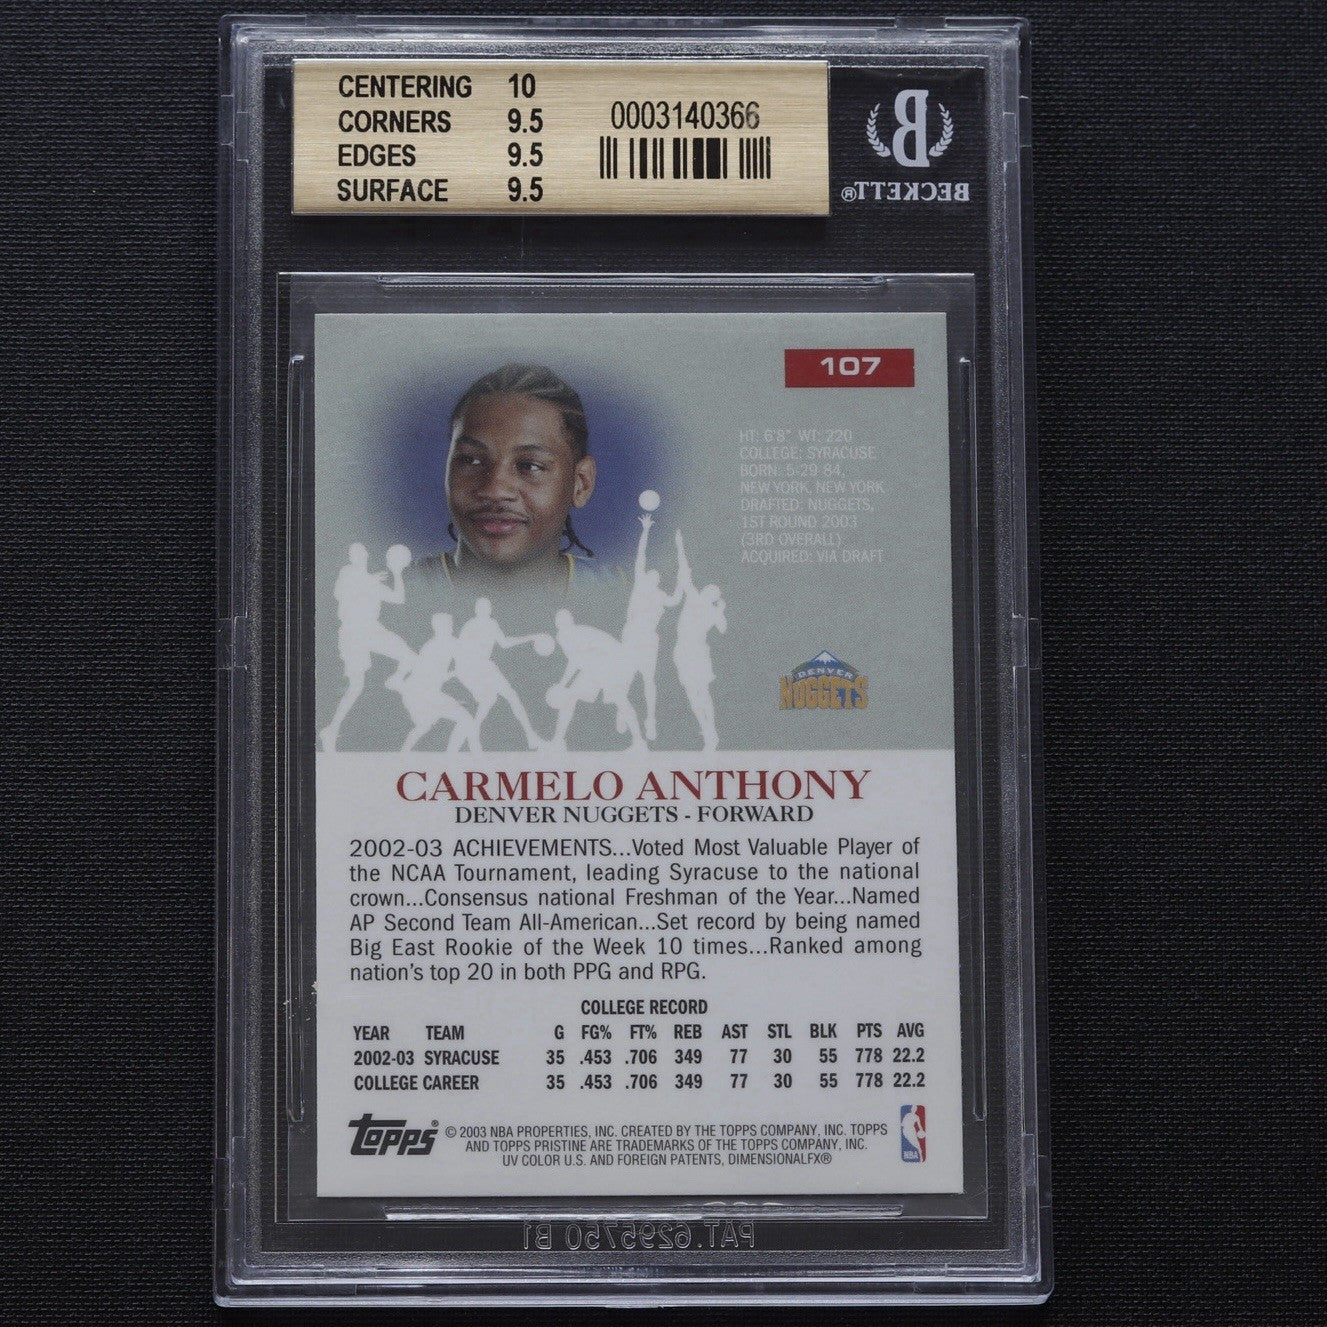 CENTERING 10
CORNERS 9.5
EDGES 9.5
SURFACE 9.5
0003140366
B
BECKETT®
107
HT: 6'8" WT: 220
COLLEGE: SYRACUSE
BORN: 5-29-84,
NEW YORK, NEW YORK
DRAFTED: NUGGETS,
1ST ROUND 2003
(3RD OVERALL)
ACQUIRED: VIA DRAFT
DENVER
NUGGETS
CARMELO ANTHONY
DENVER NUGGETS - FORWARD
2002-03 ACHIEVEMENTS...Voted Most Valuable Player of
the NCAA Tournament, leading Syracuse to the national
crown...Consensus national Freshman of the Year...Named
AP Second Team All-American...Set record by being named
Big East Rookie of the Week 10 times...Ranked among
nation's top 20 in both PPG and RPG.
COLLEGE RECORD
YEAR TEAM G FG% FT% REB AST STL BLK PTS AVG
2002-03 SYRACUSE 35 .453 .706 349 77 30 55 778 22.2
COLLEGE CAREER 35 .453 .706 349 77 30 55 778 22.2
Topps®
© 2003 NBA PROPERTIES, INC. CREATED BY THE TOPPS COMPANY, INC. TOPPS
AND TOPPS PRISTINE ARE TRADEMARKS OF THE TOPPS COMPANY, INC.
UV COLOR U.S. AND FOREIGN PATENTS, DIMENSIONALFX®
NBA
PAT. 6295750 B1